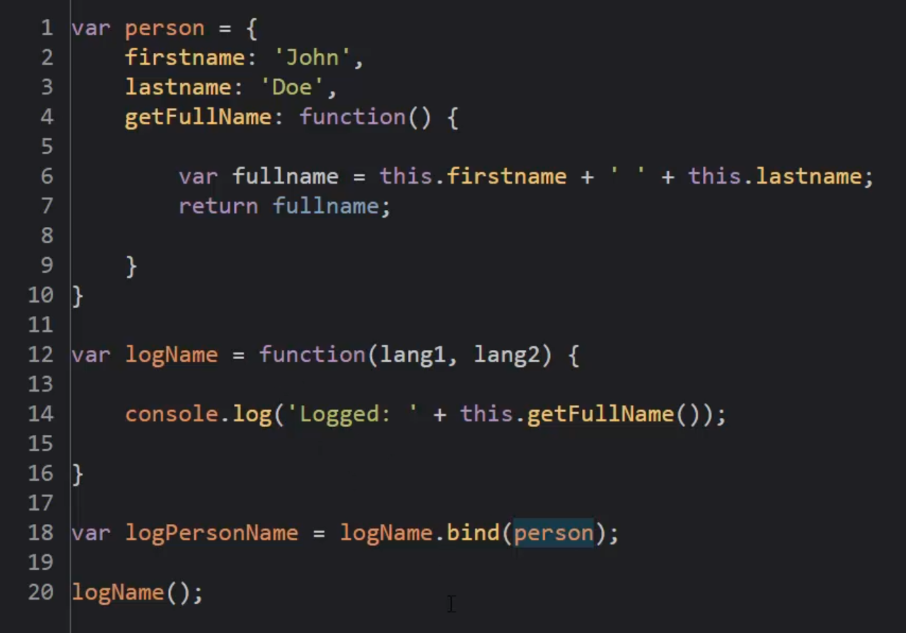 1 var person = {
2     firstname: 'John',
3     lastname: 'Doe',
4     getFullName: function() {
5
6         var fullname = this.firstname + ' ' + this.lastname;
7         return fullname;
8
9     }
10 }
11
12 var logName = function(lang1, lang2) {
13
14     console.log('Logged: ' + this.getFullName());
15
16 }
17
18 var logPersonName = logName.bind(person);
19
20 logName();